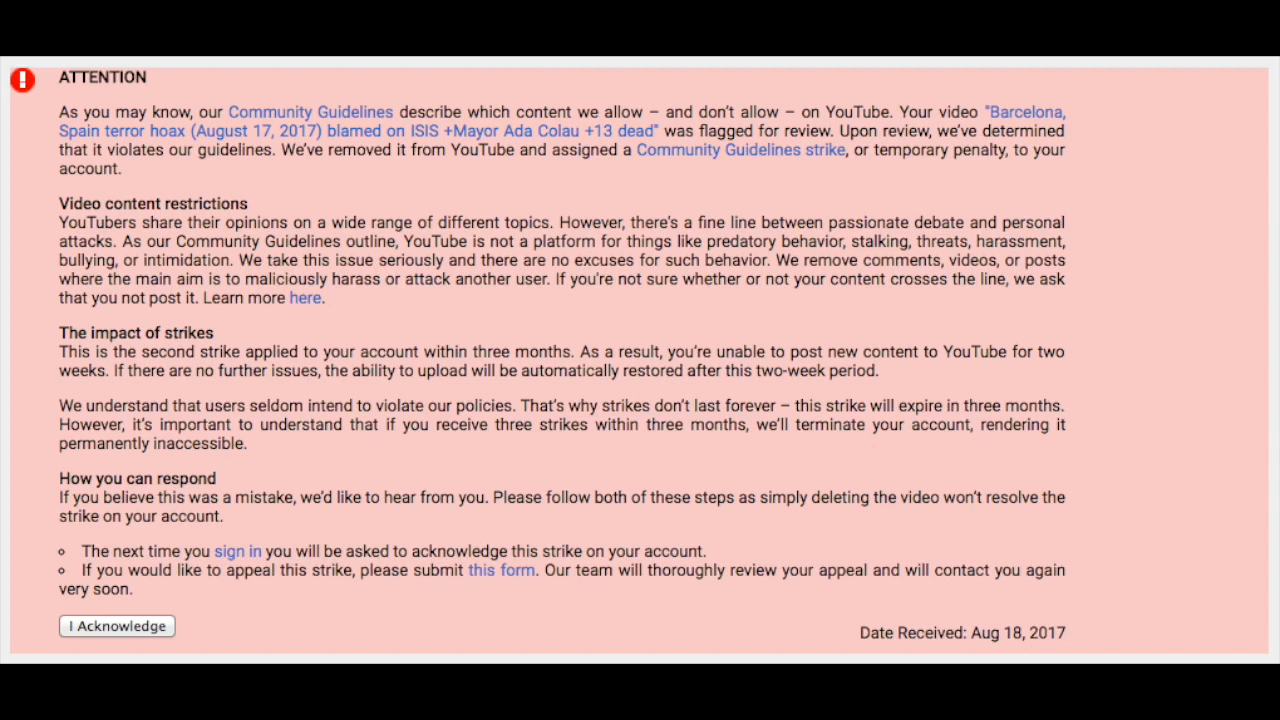 ATTENTION
As you may know, our Community Guidelines describe which content we allow – and don't allow – on YouTube. Your video "Barcelona,
Spain terror hoax (August 17, 2017) blamed on ISIS +Mayor Ada Colau +13 dead" was flagged for review. Upon review, we've determined
that it violates our guidelines. We've removed it from YouTube and assigned a Community Guidelines strike, or temporary penalty, to your
account.
Video content restrictions
YouTubers share their opinions on a wide range of different topics. However, there's a fine line between passionate debate and personal
attacks. As our Community Guidelines outline, YouTube is not a platform for things like predatory behavior, stalking, threats, harassment,
bullying, or intimidation. We take this issue seriously and there are no excuses for such behavior. We remove comments, videos, or posts
where the main aim is to maliciously harass or attack another user. If you're not sure whether or not your content crosses the line, we ask
that you not post it. Learn more here.
The impact of strikes
This is the second strike applied to your account within three months. As a result, you're unable to post new content to YouTube for two
weeks. If there are no further issues, the ability to upload will be automatically restored after this two-week period.
We understand that users seldom intend to violate our policies. That's why strikes don't last forever – this strike will expire in three months.
However, it's important to understand that if you receive three strikes within three months, we'll terminate your account, rendering it
permanently inaccessible.
How you can respond
If you believe this was a mistake, we'd like to hear from you. Please follow both of these steps as simply deleting the video won't resolve the
strike on your account.
The next time you sign in you will be asked to acknowledge this strike on your account.
If you would like to appeal this strike, please submit this form. Our team will thoroughly review your appeal and will contact you again
very soon.
I Acknowledge
Date Received: Aug 18, 2017